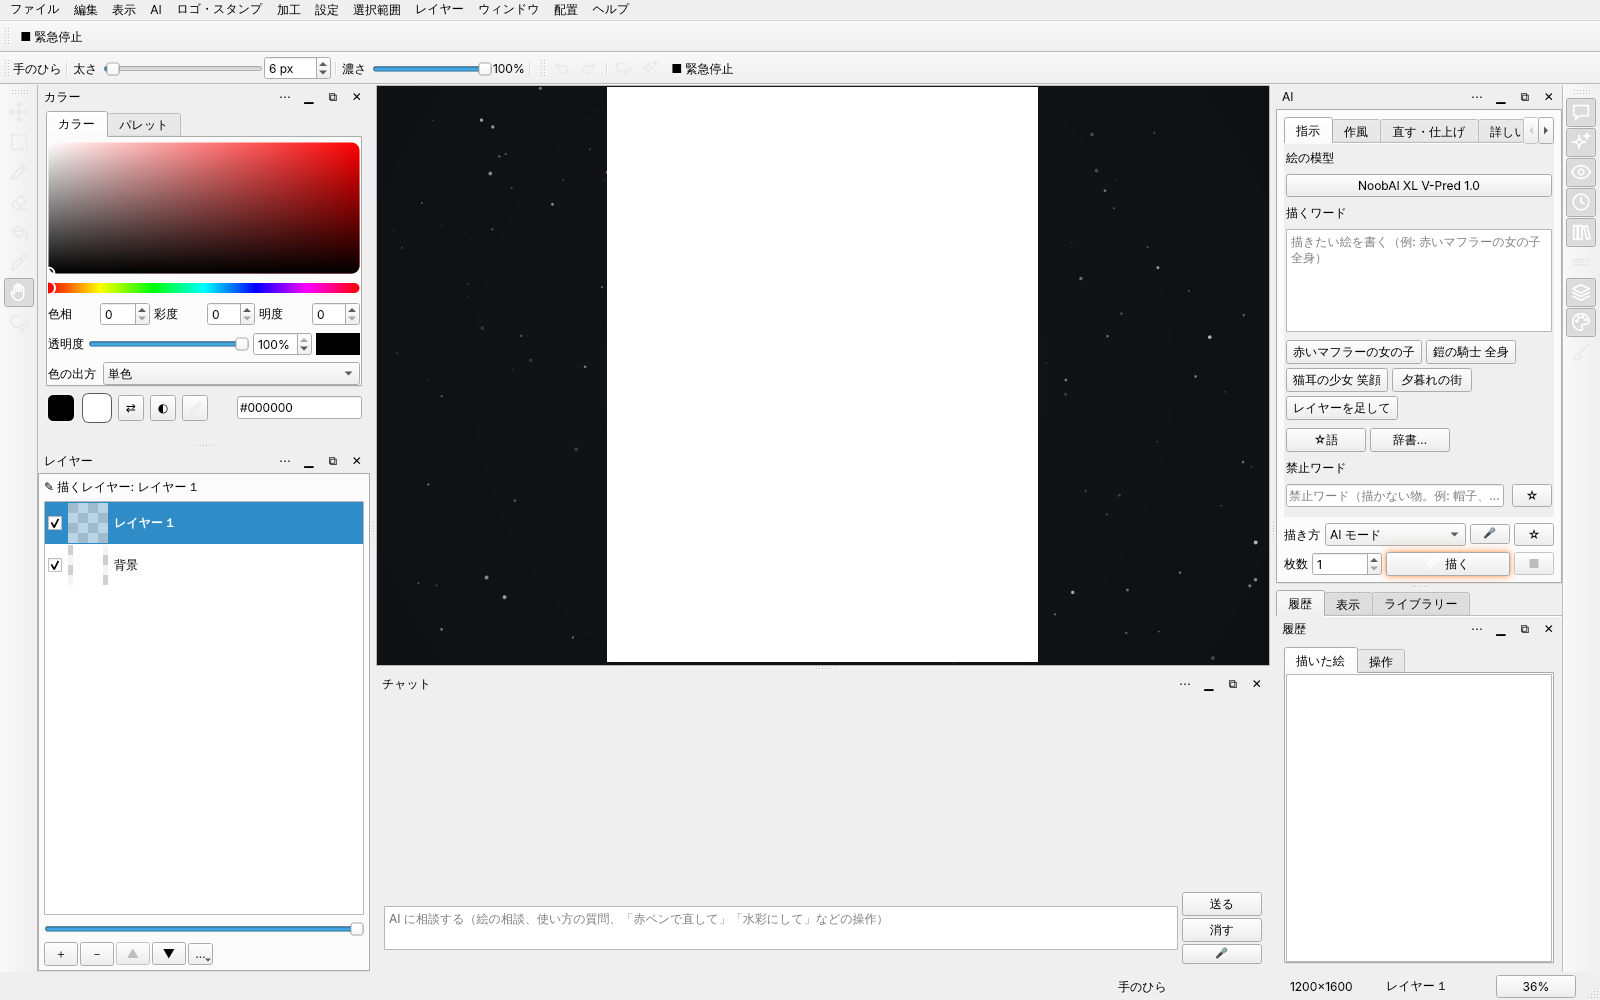 ファイル 編集 表示 AI ロゴ・スタンプ 加工 設定 選択範囲 レイヤー ウィンドウ 配置 ヘルプ
■ 緊急停止
手のひら 太さ 6 px 濃さ 100% ■ 緊急停止
カラー
カラー パレット
色相 0 彩度 0 明度 0
透明度 100%
色の出方 単色
#000000
レイヤー
✎ 描くレイヤー: レイヤー 1
レイヤー 1
背景
+ − ...
チャット
AI に相談する（絵の相談、使い方の質問、「赤ペンで直して」「水彩にして」などの操作）
送る
消す
AI
指示 作風 直す・仕上げ 詳しい
絵の模型
NoobAI XL V-Pred 1.0
描くワード
描きたい絵を書く（例: 赤いマフラーの女の子
全身）
赤いマフラーの女の子 鎧の騎士 全身
猫耳の少女 笑顔 夕暮れの街
レイヤーを足して
☆語 辞書...
禁止ワード
禁止ワード（描かない物。例: 帽子、... ☆
描き方 AI モード ☆
枚数 1 描く
履歴 表示 ライブラリー
履歴
描いた絵 操作
手のひら 1200×1600 レイヤー 1 36%